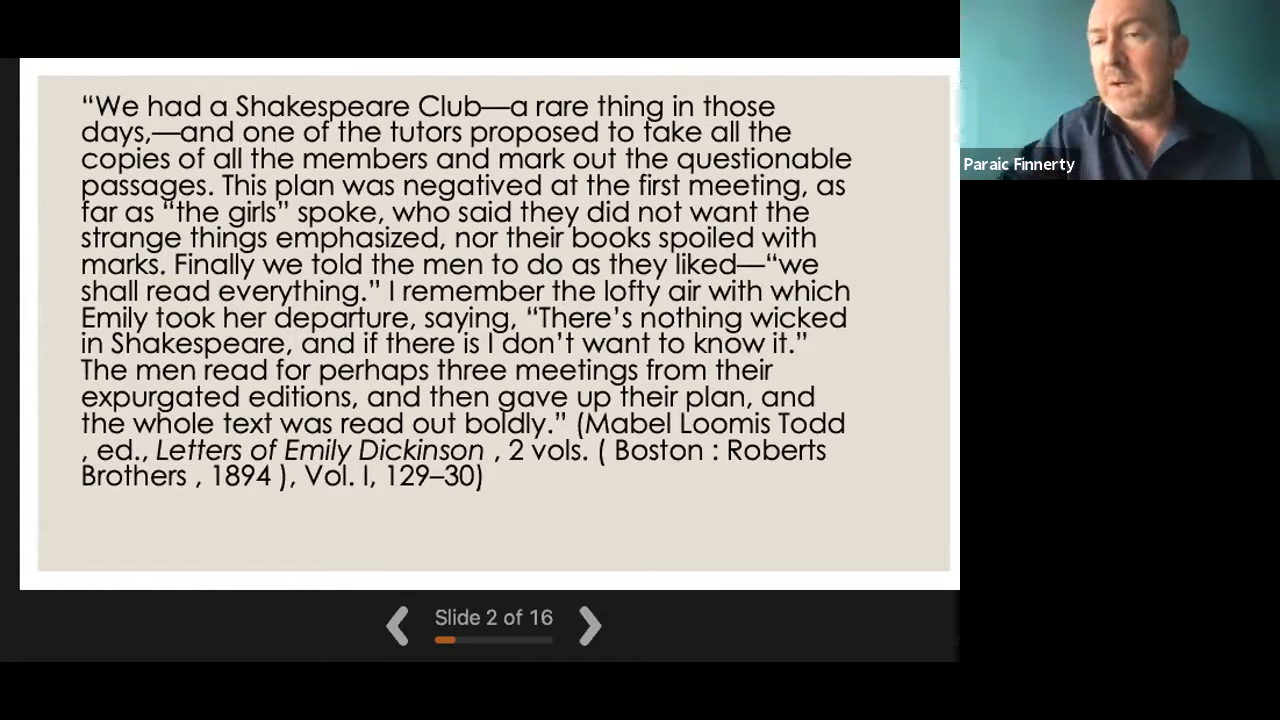 “We had a Shakespeare Club—a rare thing in those
days,—and one of the tutors proposed to take all the
copies of all the members and mark out the questionable
passages. This plan was negatived at the first meeting, as
far as “the girls” spoke, who said they did not want the
strange things emphasized, nor their books spoiled with
marks. Finally we told the men to do as they liked—“we
shall read everything.” I remember the lofty air with which
Emily took her departure, saying, “There’s nothing wicked
in Shakespeare, and if there is I don’t want to know it.”
The men read for perhaps three meetings from their
expurgated editions, and then gave up their plan, and
the whole text was read out boldly.” (Mabel Loomis Todd
, ed., Letters of Emily Dickinson , 2 vols. ( Boston : Roberts
Brothers , 1894 ), Vol. I, 129–30)
Paraic Finnerty
Slide 2 of 16